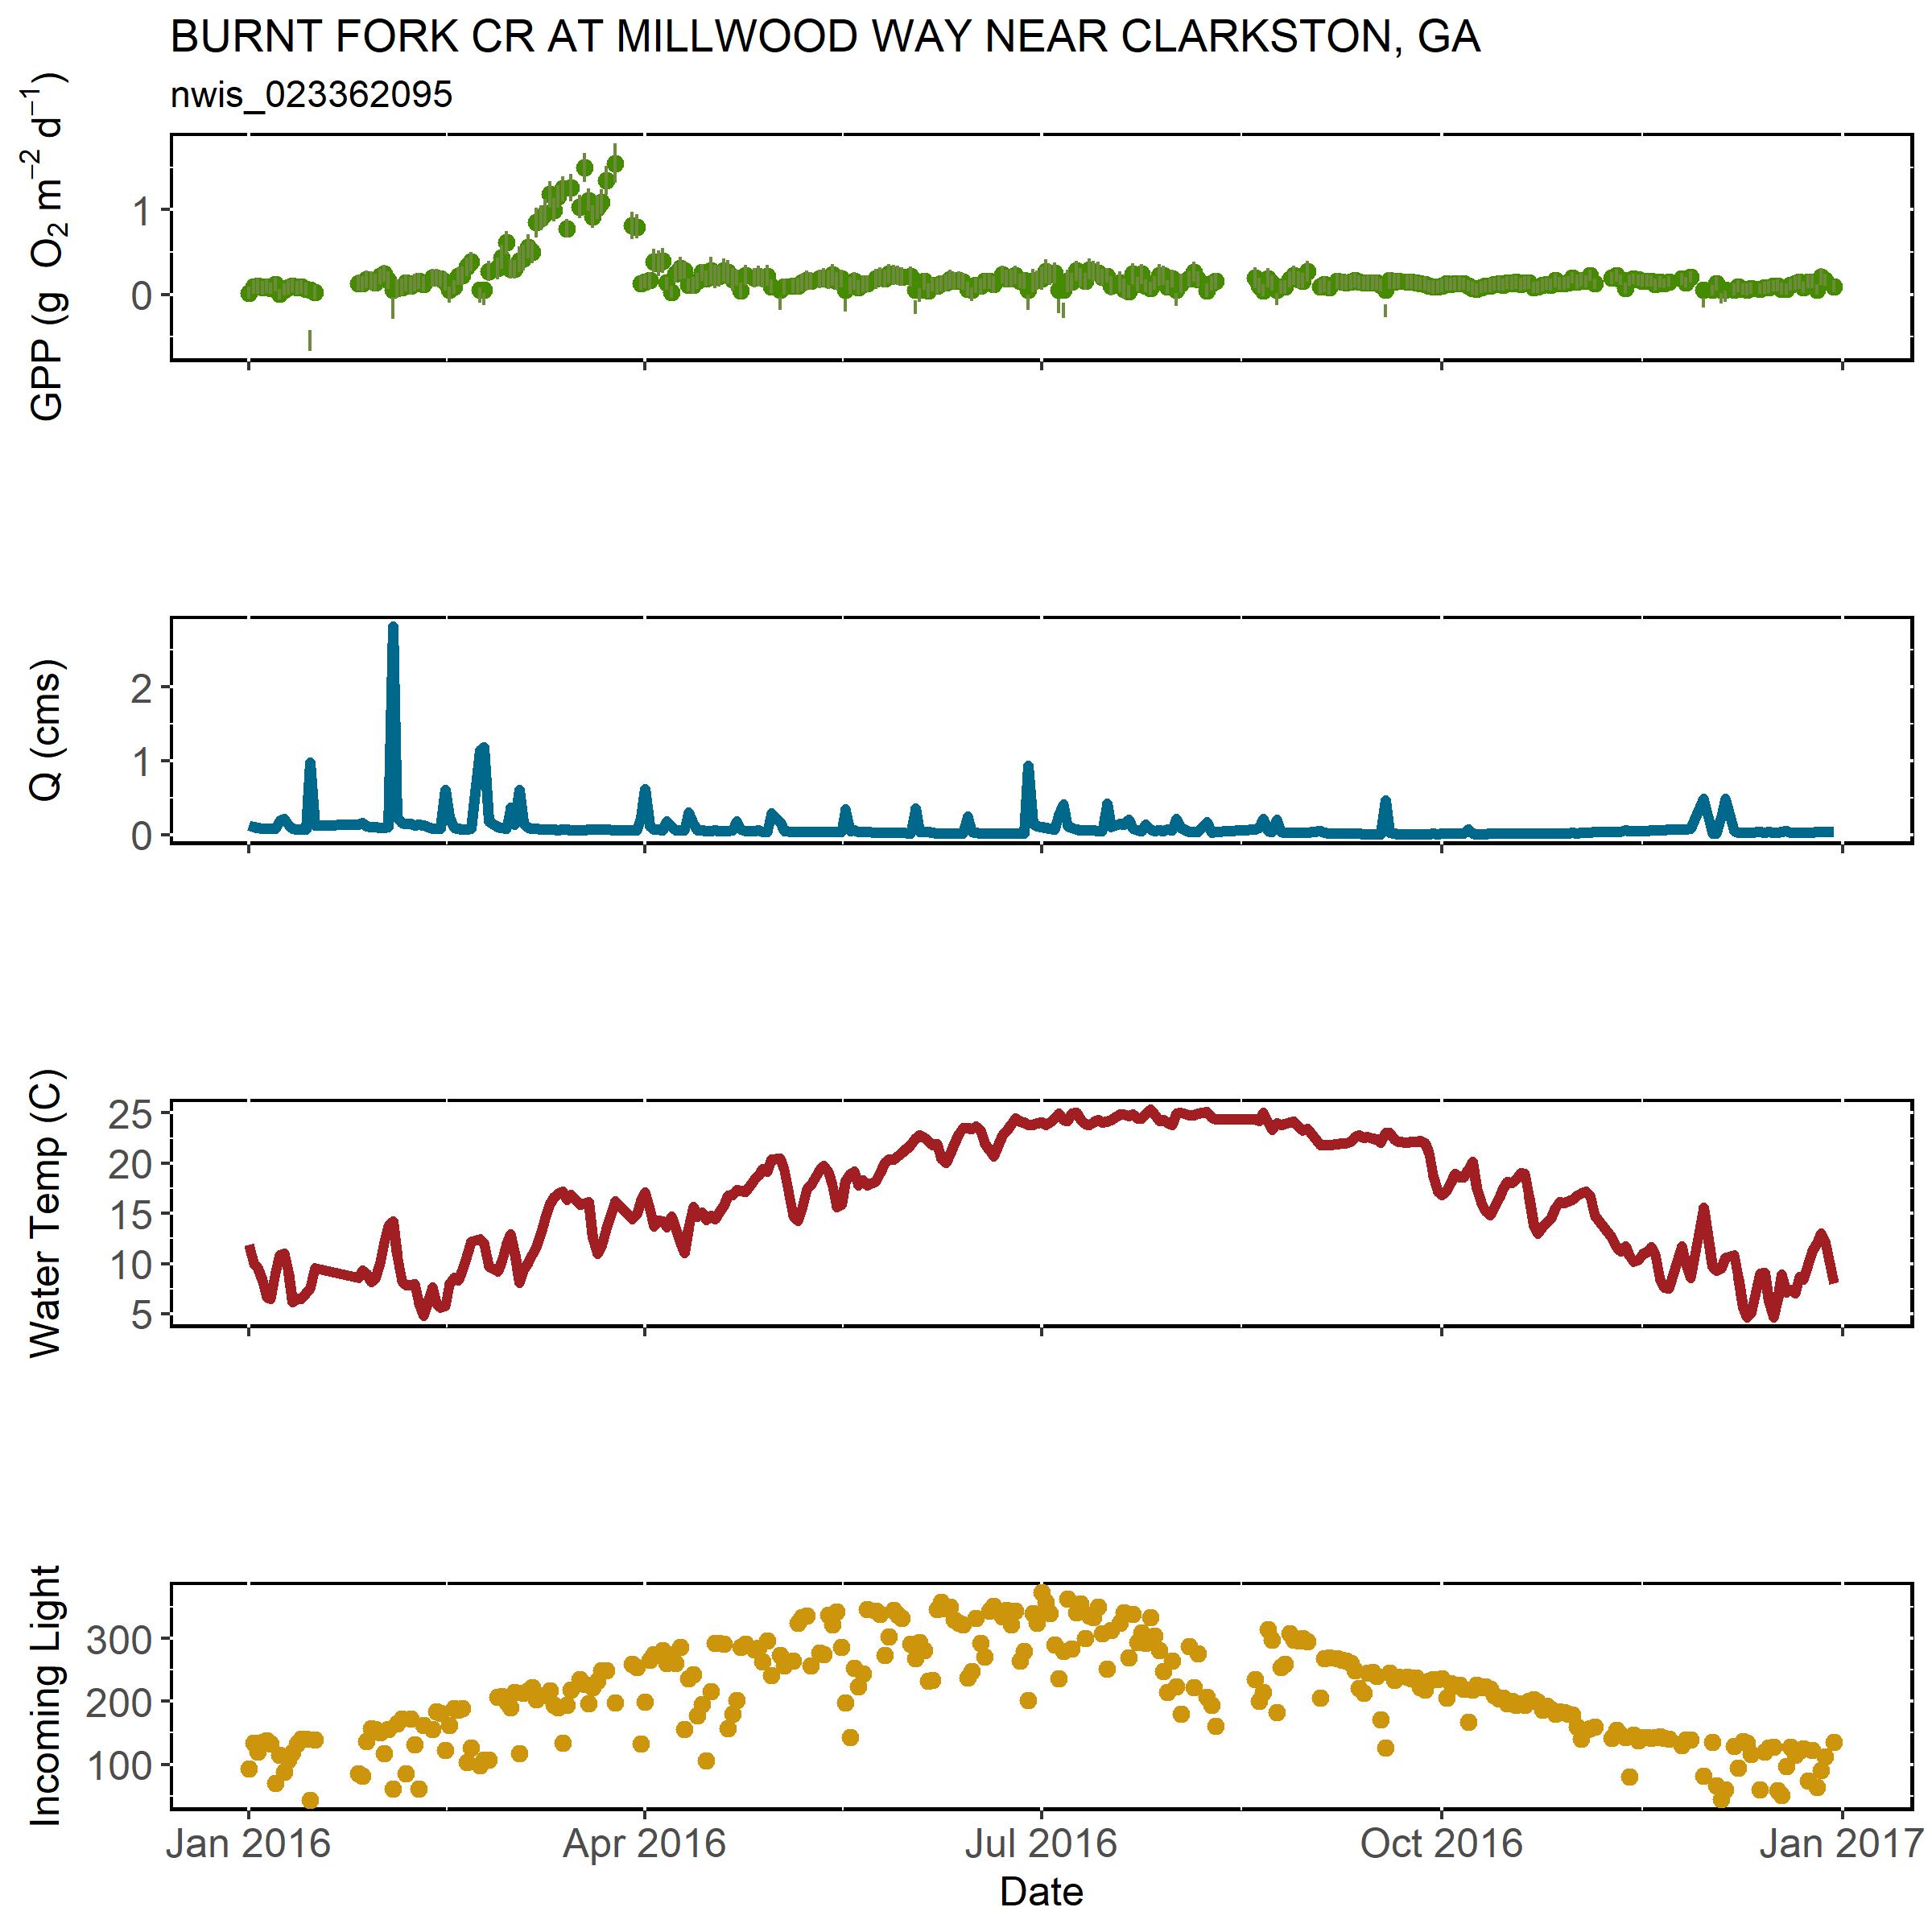 BURNT FORK CR AT MILLWOOD WAY NEAR CLARKSTON, GA
nwis_023362095
GPP (g O₂ m⁻² d⁻¹)
1
0
Q (cms)
2
1
0
Water Temp (C)
25
20
15
10
5
Incoming Light
300
200
100
Jan 2016 Apr 2016 Jul 2016 Oct 2016 Jan 2017
Date